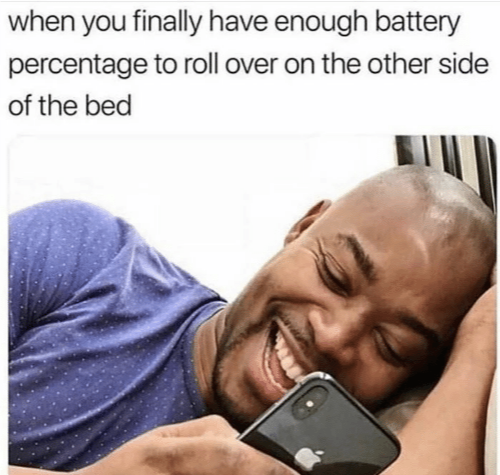 when you finally have enough battery
percentage to roll over on the other side
of the bed